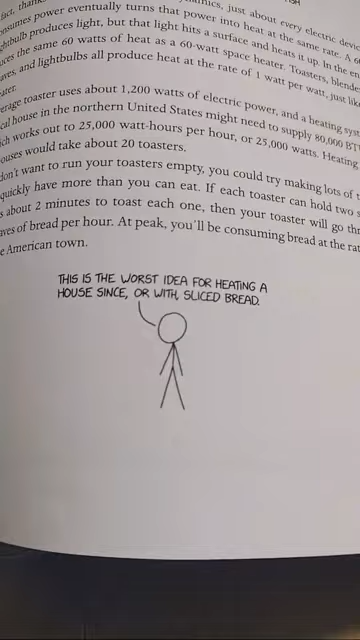 fact, thank
namics, just about every electric devic
onsumes power eventually turns that power into heat at the same rate. A 6
ghtbulb produces light, but that light hits a surface and heats it up. In the en
uces the same 60 watts of heat as a 60-watt space heater. Toasters, blende
aves, and lightbulbs all produce heat at the rate of 1 watt per watt, just lik
ater.
erage toaster uses about 1,200 watts of electric power, and a heating syst
cal house in the northern United States might need to supply 80,000 BT
ich works out to 25,000 watt-hours per hour, or 25,000 watts. Heating
ouses would take about 20 toasters.
don't want to run your toasters empty, you could try making lots of t
quickly have more than you can eat. If each toaster can hold two s
s about 2 minutes to toast each one, then your toaster will go thr
aves of bread per hour. At peak, you'll be consuming bread at the rat
e American town.
THIS IS THE WORST IDEA FOR HEATING A
HOUSE SINCE, OR WITH, SLICED BREAD.